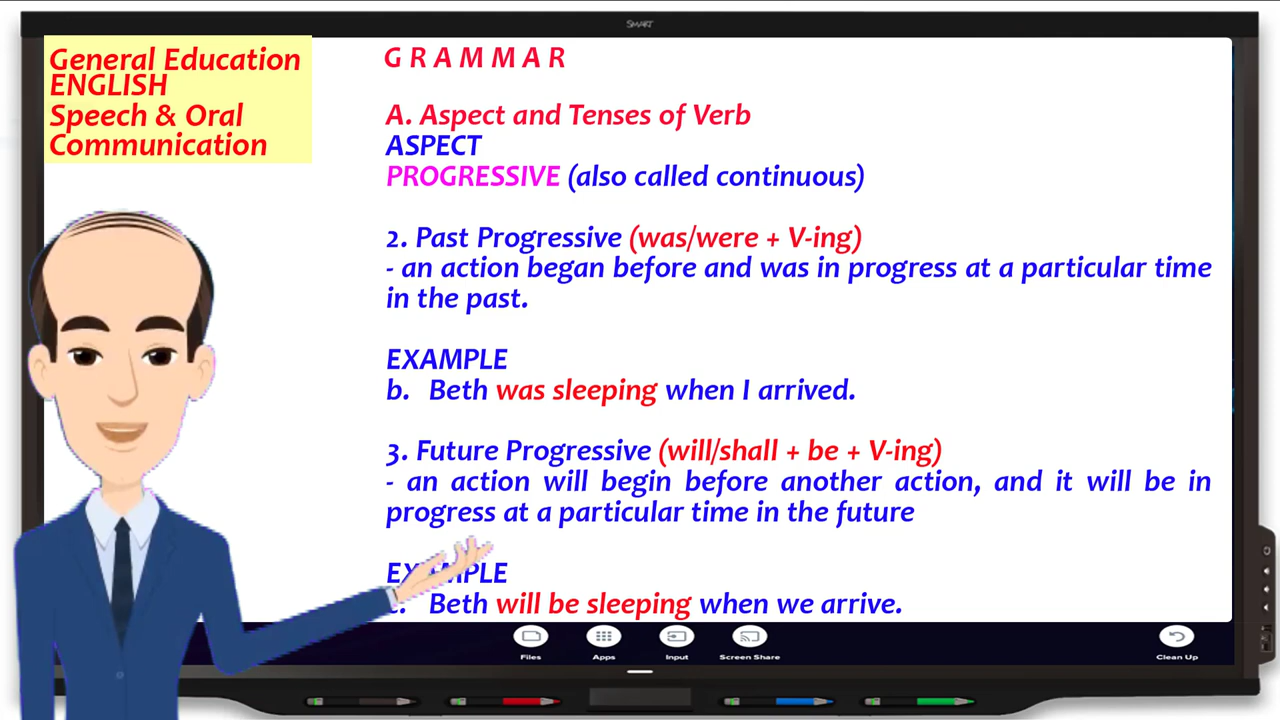 SMART
General Education
ENGLISH
Speech & Oral
Communication
G R A M M A R
A. Aspect and Tenses of Verb
ASPECT
PROGRESSIVE (also called continuous)
2. Past Progressive (was/were + V-ing)
- an action began before and was in progress at a particular time
in the past.
EXAMPLE
b. Beth was sleeping when I arrived.
3. Future Progressive (will/shall + be + V-ing)
- an action will begin before another action, and it will be in
progress at a particular time in the future
EXAMPLE
c. Beth will be sleeping when we arrive.
Files Apps Input Screen Share Clean Up